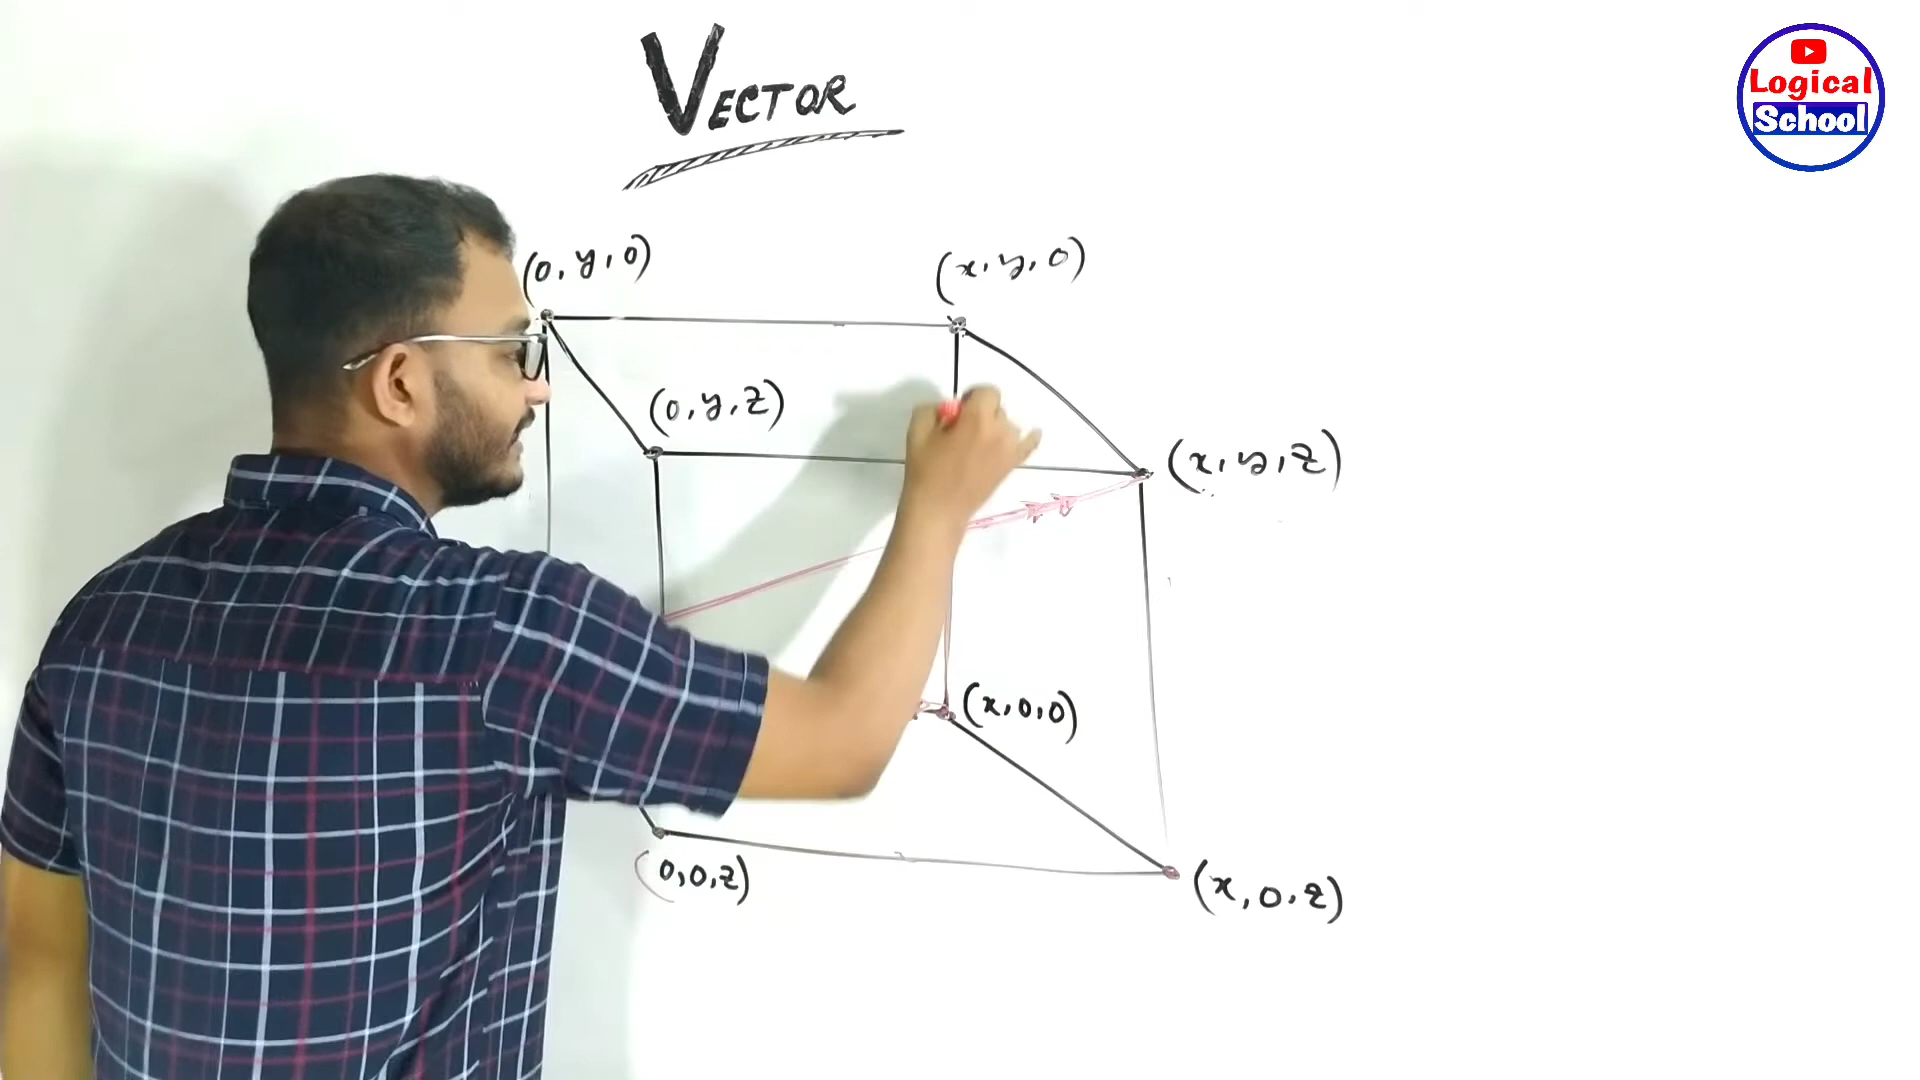 VECTOR
Logical
School
(0, y, 0)
(x, y, 0)
(0, y, z)
(x, y, z)
(x, 0, 0)
(0, 0, z)
(x, 0, z)